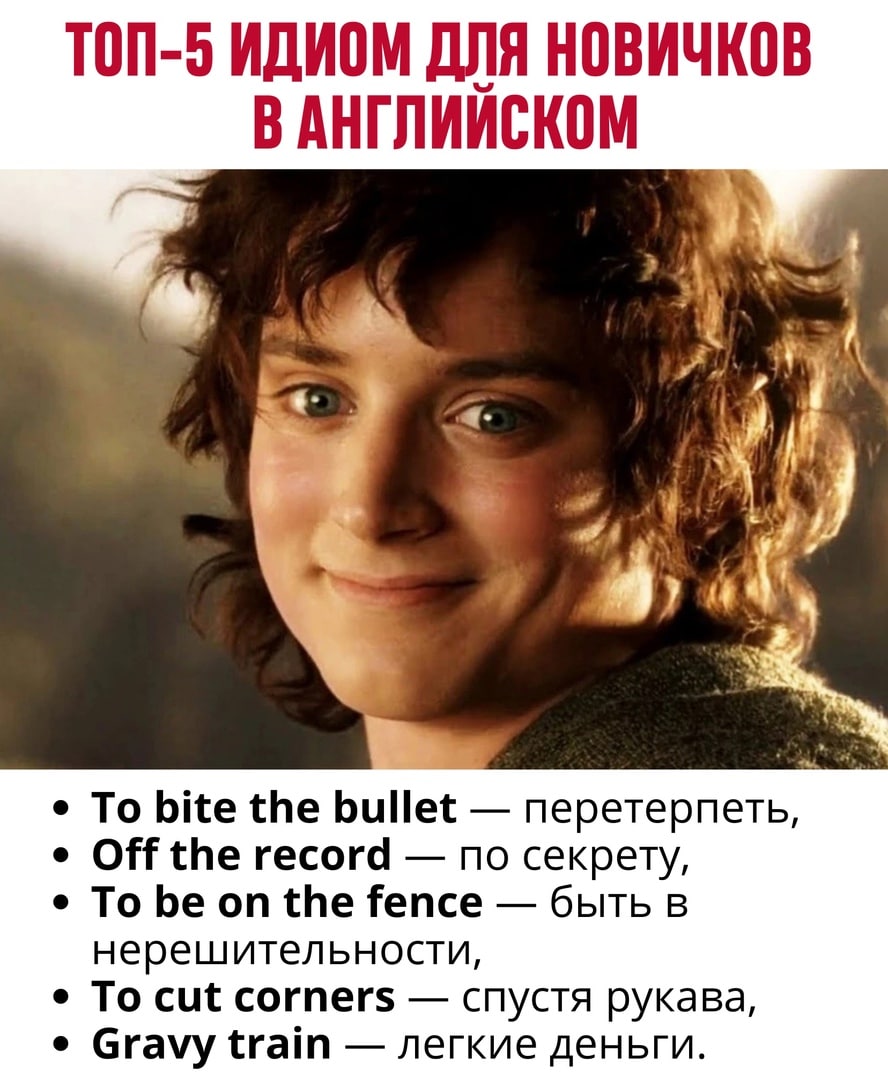 ТОП-5 ИДИОМ ДЛЯ НОВИЧКОВ
В АНГЛИЙСКОМ
• To bite the bullet — перетерпеть,
• Off the record — по секрету,
• To be on the fence — быть в
нерешительности,
• To cut corners — спустя рукава,
• Gravy train — легкие деньги.